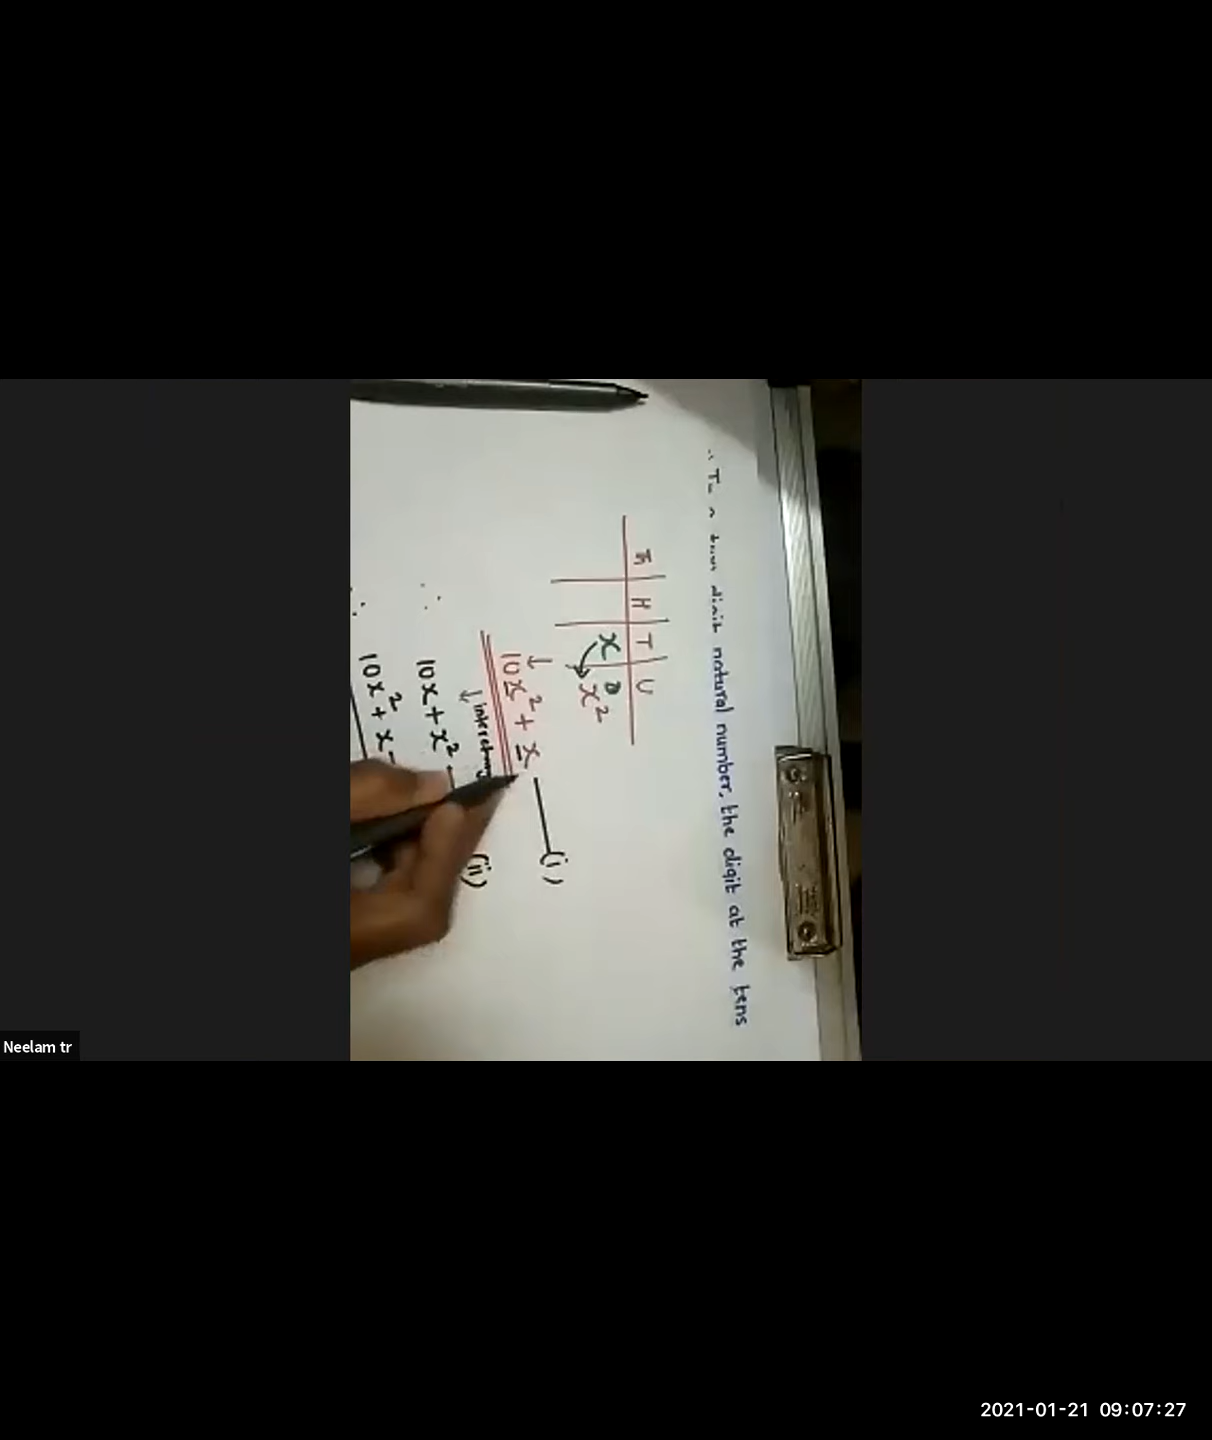 two digit natural number, the digit at the tens
Th H T U
x
x²
10x² + x (i)
↓ interchang
10x + x² (ii)
∴ 10x² + x
Neelam tr
2021-01-21 09:07:27